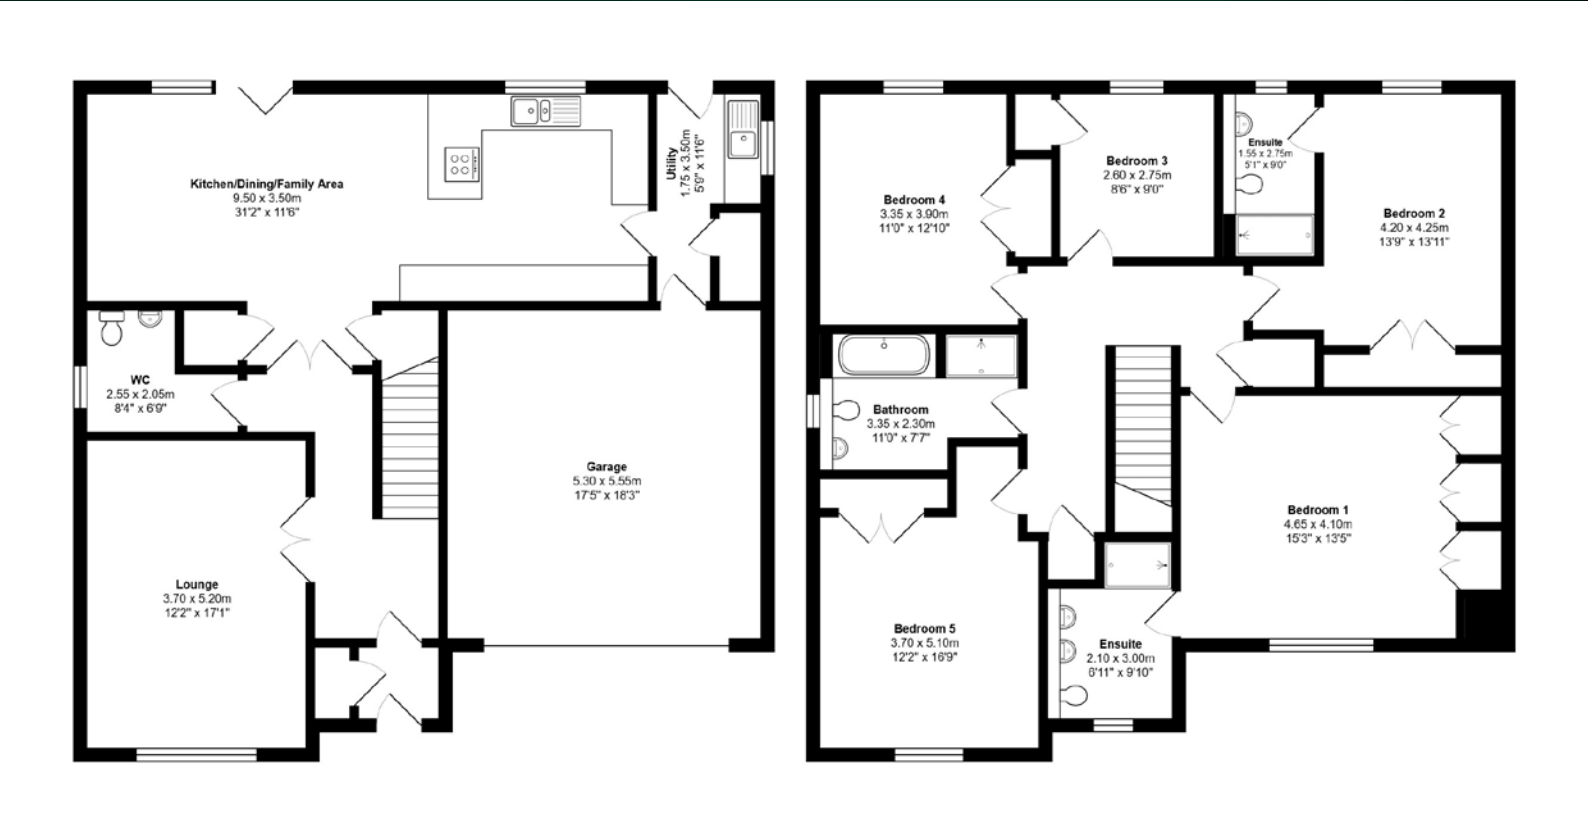 Kitchen/Dining/Family Area
9.50 x 3.50m
31'2" x 11'6"
Utility
1.75 x 3.50m
5'9" x 11'6"
WC
2.55 x 2.05m
8'4" x 6'9"
Garage
5.30 x 5.55m
17'5" x 18'3"
Lounge
3.70 x 5.20m
12'2" x 17'1"
Bedroom 4
3.35 x 3.90m
11'0" x 12'10"
Bedroom 3
2.60 x 2.75m
8'6" x 9'0"
Ensuite
1.55 x 2.75m
5'1" x 9'0"
Bedroom 2
4.20 x 4.25m
13'9" x 13'11"
Bathroom
3.35 x 2.30m
11'0" x 7'7"
Bedroom 1
4.65 x 4.10m
15'3" x 13'5"
Bedroom 5
3.70 x 5.10m
12'2" x 16'9"
Ensuite
2.10 x 3.00m
6'11" x 9'10"